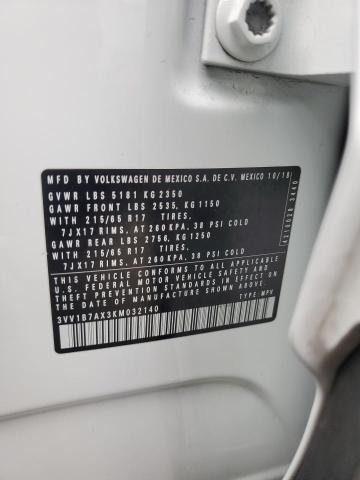 MFD BY VOLKSWAGEN DE MEXICO S.A. DE C.V. MEXICO 10/18
GVWR LBS 5181 KG 2350
GAWR FRONT LBS 2535, KG 1150
WITH 215/65 R17 TIRES.
7JX17 RIMS, AT 260 KPA, 38 PSI COLD
GAWR REAR LBS 2756, KG 1250
WITH 215/65 R17 TIRES.
7JX17 RIMS, AT 260 KPA, 38 PSI COLD
THIS VEHICLE CONFORMS TO ALL APPLICABLE
U.S. FEDERAL MOTOR VEHICLE SAFETY AND
THEFT PREVENTION STANDARDS IN EFFECT ON
THE DATE OF MANUFACTURE SHOWN ABOVE.
3VV1B7AX3KM032140 TYPE: MPV